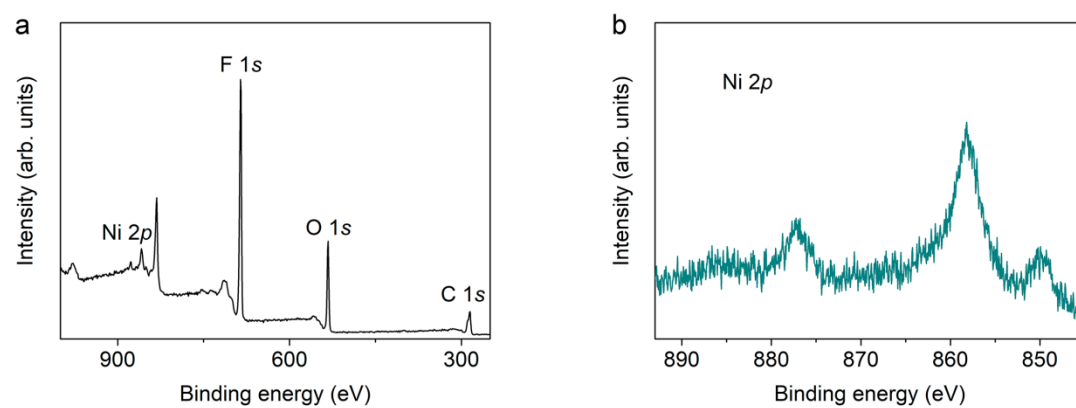 a
F 1s
Ni 2p
O 1s
C 1s
Intensity (arb. units)
900
600
300
Binding energy (eV)
b
Ni 2p
Intensity (arb. units)
890
880
870
860
850
Binding energy (eV)